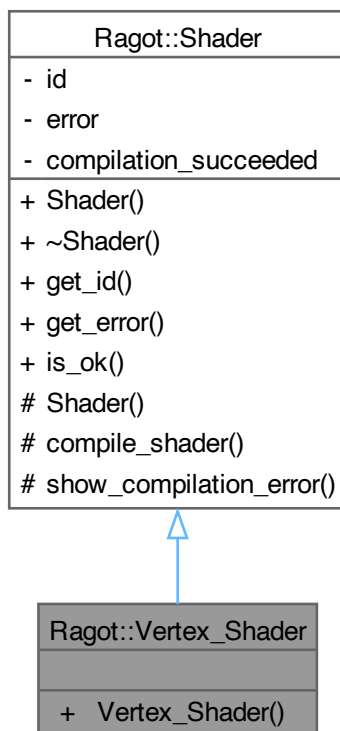 Ragot::Shader
- id
- error
- compilation_succeeded
+ Shader()
+ ~Shader()
+ get_id()
+ get_error()
+ is_ok()
# Shader()
# compile_shader()
# show_compilation_error()
Ragot::Vertex_Shader
+ Vertex_Shader()